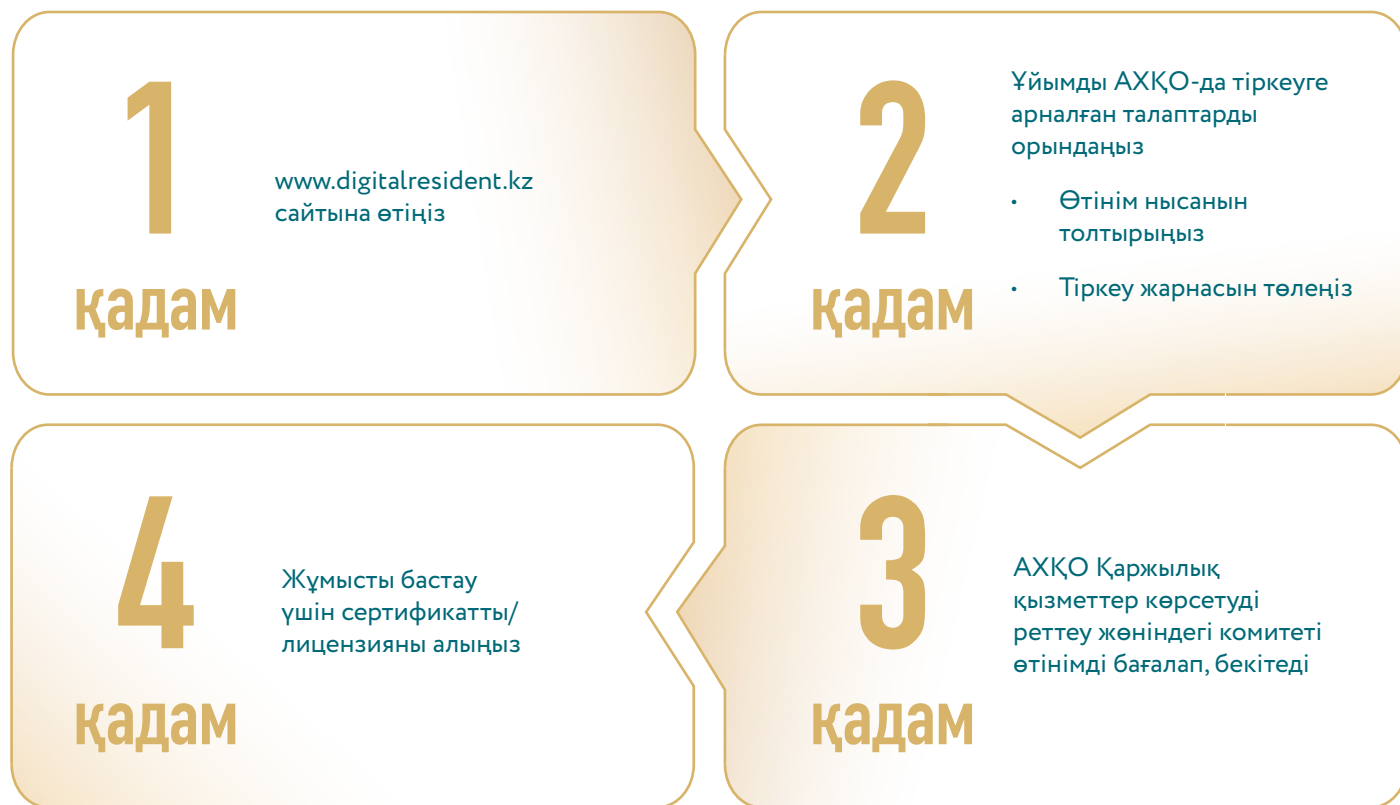 1
қадам
www.digitalresident.kz
сайтына өтіңіз
2
қадам
Ұйымды АХҚО-да тіркеуге
арналған талаптарды
орындаңыз
• Өтінім нысанын
толтырыңыз
• Тіркеу жарнасын төлеңіз
3
қадам
АХҚО Қаржылық
қызметтер көрсетуді
реттеу жөніндегі комитеті
өтінімді бағалап, бекітеді
4
қадам
Жұмысты бастау
үшін сертификатты/
лицензияны алыңыз